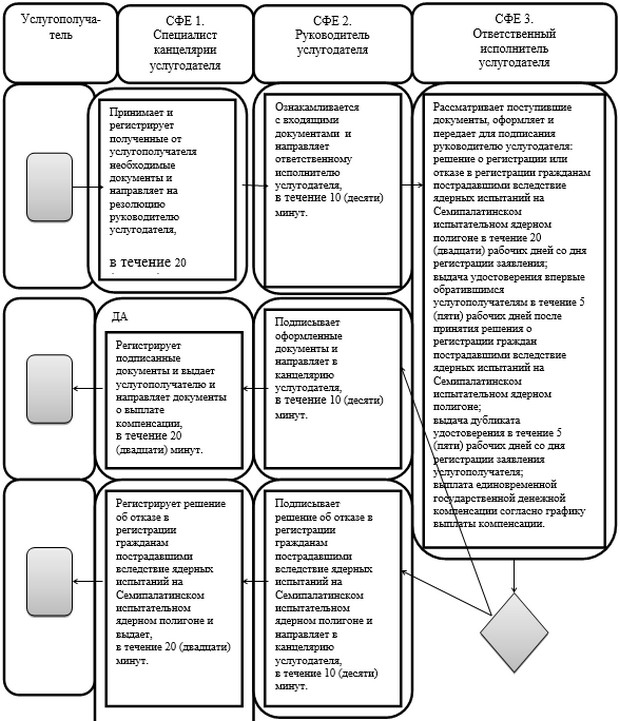 Услугополуча-
тель
СФЕ 1.
Специалист
канцелярии
услугодателя
СФЕ 2.
Руководитель
услугодателя
СФЕ 3.
Ответственный
исполнитель
услугодателя
Принимает и
регистрирует
полученные от
услугополучателя
необходимые
документы и
направляет на
резолюцию
руководителю
услугодателя,
в течение 20
Ознакамливается
с входящими
документами и
направляет
ответственному
исполнителю
услугодателя,
в течение 10 (десяти)
минут.
Рассматривает поступившие
документы, оформляет и
передает для подписания
руководителю услугодателя:
решение о регистрации или
отказе в регистрации гражданам
пострадавшими вследствие
ядерных испытаний на
Семипалатинском
испытательном ядерном
полигоне в течение 20
(двадцати) рабочих дней со дня
регистрации заявления;
выдача удостоверения впервые
обратившимся
услугополучателям в течение 5
(пяти) рабочих дней после
принятия решения о
регистрации граждан
пострадавшими вследствие
ядерных испытаний на
Семипалатинском
испытательном ядерном
полигоне;
выдача дубликата
удостоверения в течение 5
(пяти) рабочих дней со дня
регистрации заявления
услугополучателя;
выплата единовременной
государственной денежной
компенсации согласно графику
выплаты компенсации.
ДА
Регистрирует
подписанные
документы и выдает
услугополучателю и
направляет документы
о выплате
компенсации,
в течение 20
(двадцати) минут.
Подписывает
оформленные
документы и
направляет в
канцелярию
услугодателя,
в течение 10 (десяти)
минут.
Регистрирует решение
об отказе в
регистрации
гражданам
пострадавшими
вследствие ядерных
испытаний на
Семипалатинском
испытательном
ядерном полигоне и
выдает,
в течение 20 (двадцати)
минут.
Подписывает
решение об отказе в
регистрации
гражданам
пострадавшими
вследствие ядерных
испытаний на
Семипалатинском
испытательном
ядерном полигоне и
направляет в
канцелярию
услугодателя,
в течение 10 (десяти)
минут.